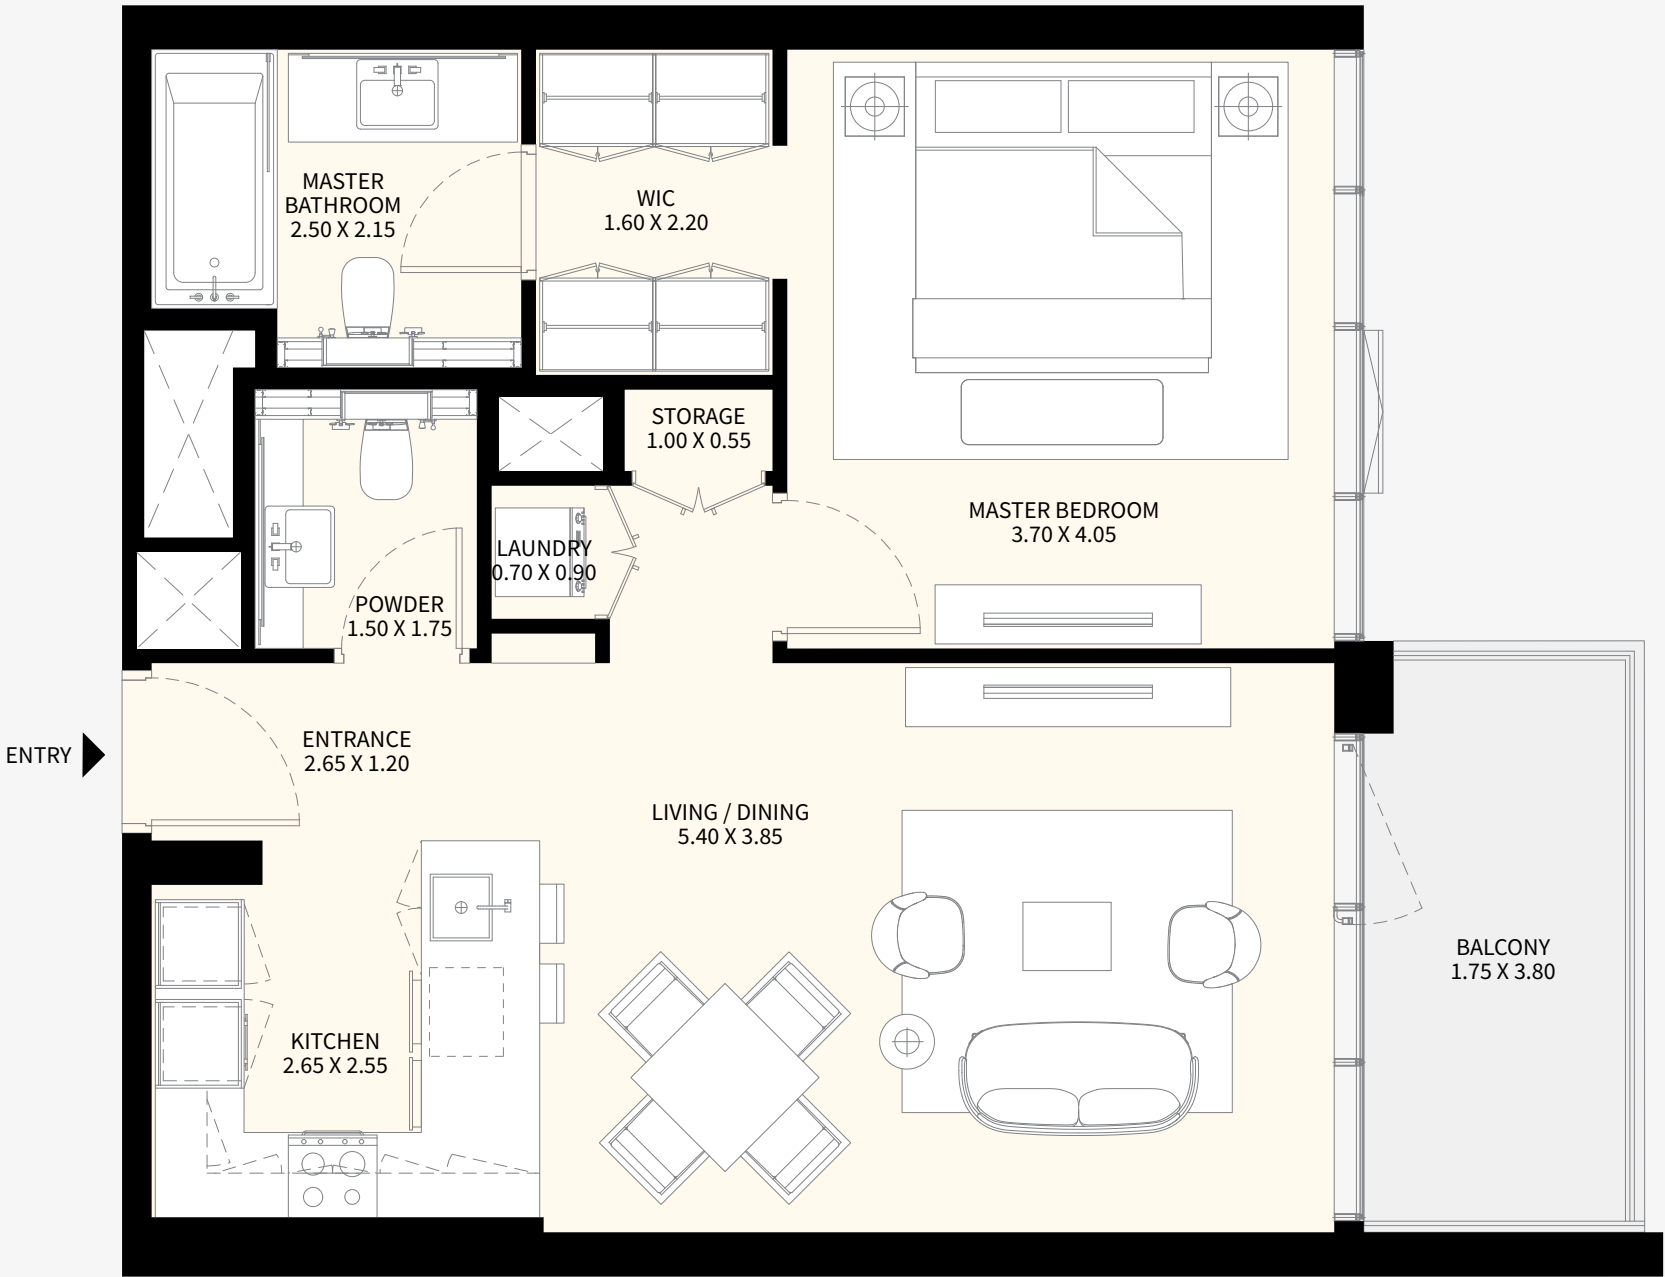 MASTER
BATHROOM
2.50 X 2.15
WIC
1.60 X 2.20
STORAGE
1.00 X 0.55
MASTER BEDROOM
3.70 X 4.05
LAUNDRY
0.70 X 0.90
POWDER
1.50 X 1.75
ENTRY
ENTRANCE
2.65 X 1.20
LIVING / DINING
5.40 X 3.85
BALCONY
1.75 X 3.80
KITCHEN
2.65 X 2.55